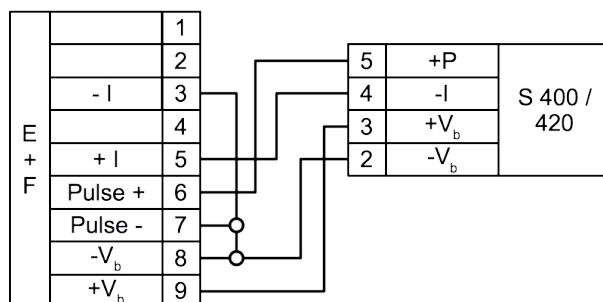 E + F
1
2
- I 3
4
+ I 5
Pulse + 6
Pulse - 7
-Vb 8
+Vb 9
5 +P
4 -I
3 +Vb
2 -Vb
S 400 /
420